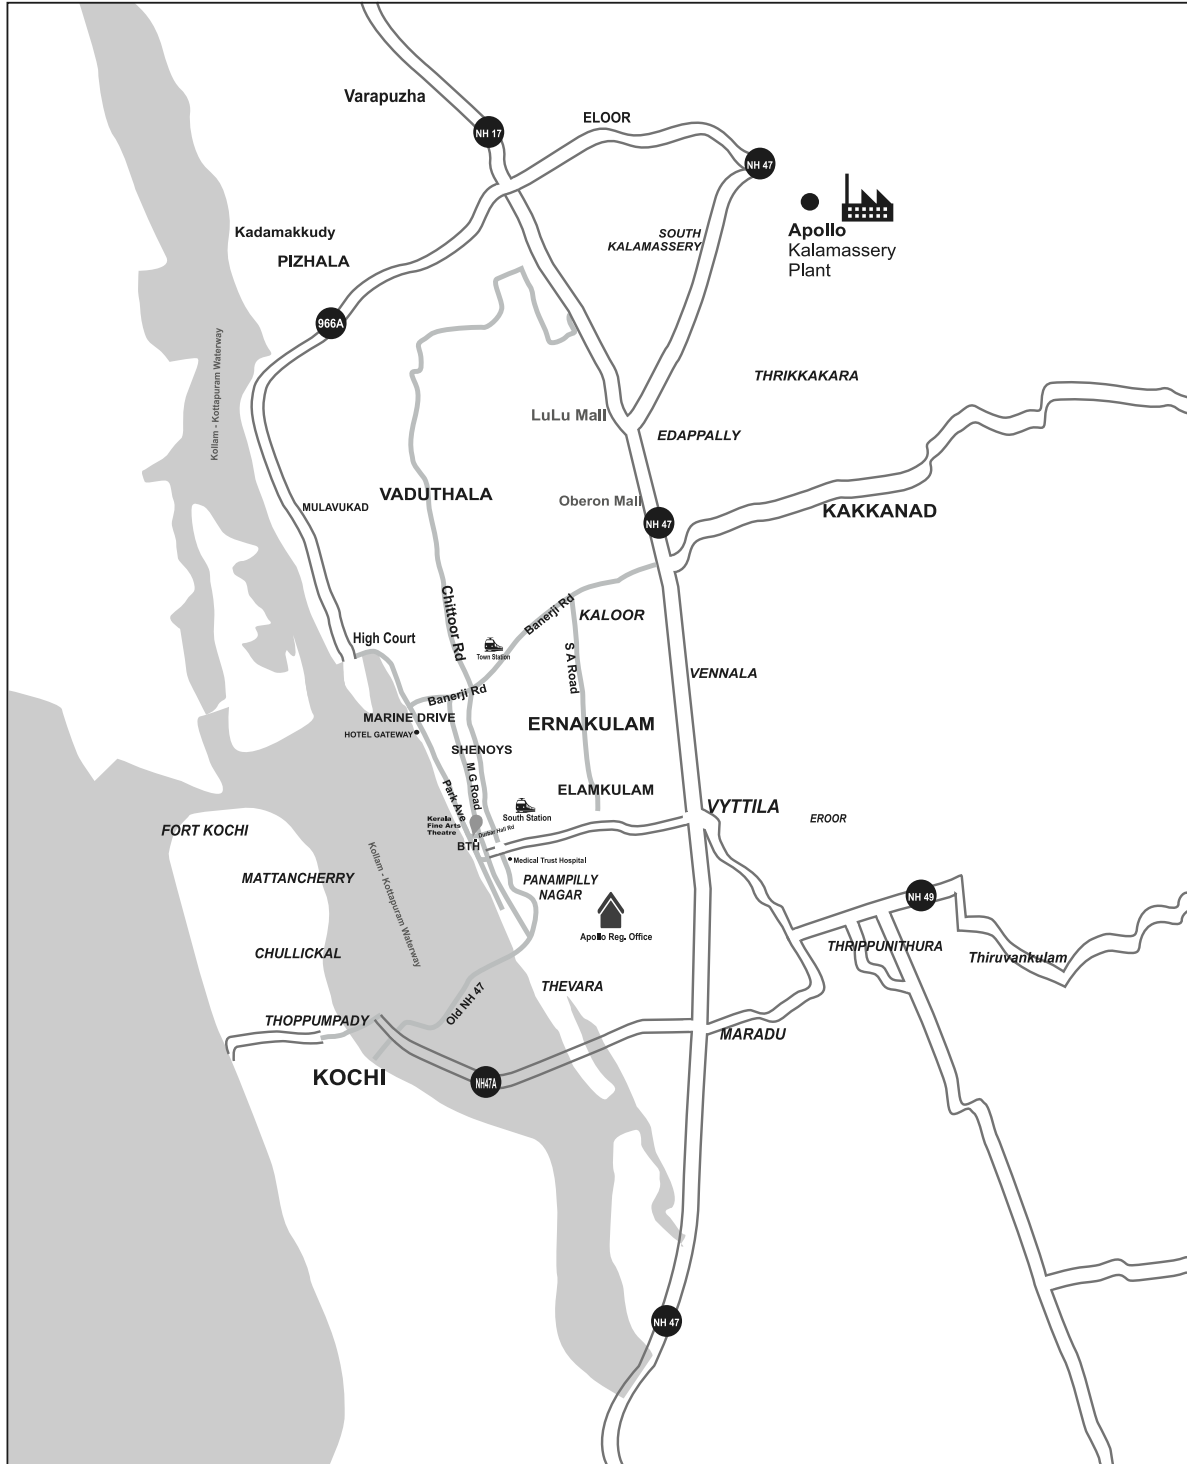 Varapuzha
NH 17
ELOOR
NH 47
Apollo
Kalamassery
Plant
SOUTH
KALAMASSERY
Kadamakkudy
PIZHALA
966A
Kollam - Kottapuram Waterway
THRIKKAKARA
LuLu Mall
EDAPPALLY
VADUTHALA
Oberon Mall
MULAVUKAD
NH 47
KAKKANAD
Chittoor Rd
Banerji Rd
KALOOR
High Court
Town Station
S A Road
VENNALA
Banerji Rd
MARINE DRIVE
HOTEL GATEWAY
ERNAKULAM
SHENOYS
M G Road
Park Ave
ELAMKULAM
South Station
VYTTILA
EROOR
Kerala
Fine Arts
Theatre
Durbar Hall Rd
BTH
Medical Trust Hospital
FORT KOCHI
MATTANCHERRY
Kollam - Kottapuram Waterway
PANAMPILLY
NAGAR
NH 49
Apollo Reg. Office
CHULLICKAL
THRIPPUNITHURA
Thiruvankulam
THEVARA
Old NH 47
THOPPUMPADY
MARADU
KOCHI
NH47A
NH 47